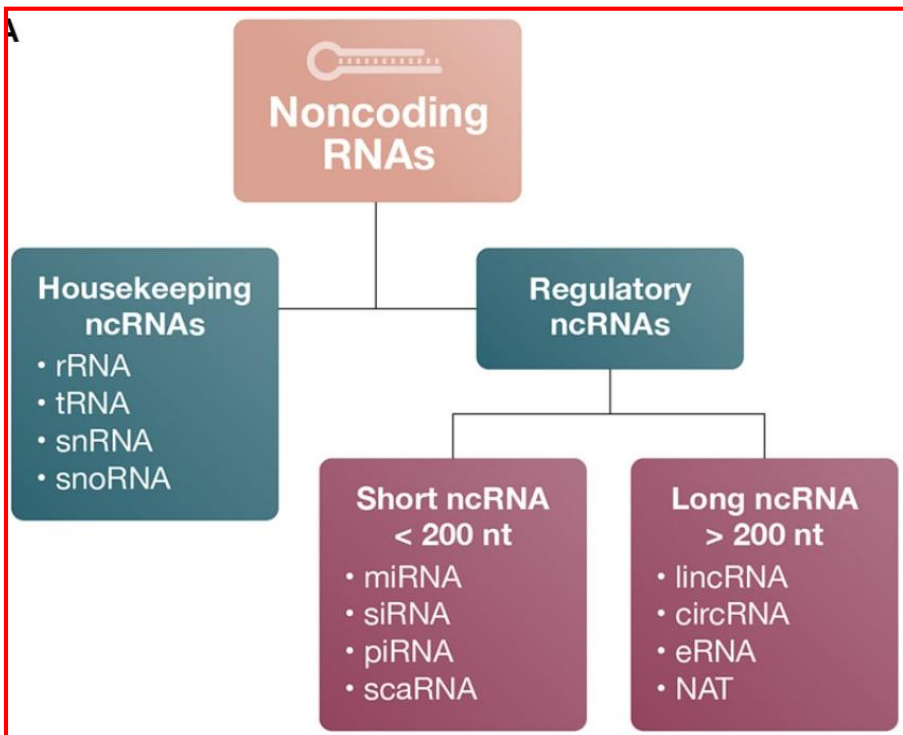 A
Noncoding
RNAs
Housekeeping
ncRNAs
• rRNA
• tRNA
• snRNA
• snoRNA
Regulatory
ncRNAs
Short ncRNA
< 200 nt
• miRNA
• siRNA
• piRNA
• scaRNA
Long ncRNA
> 200 nt
• lincRNA
• circRNA
• eRNA
• NAT